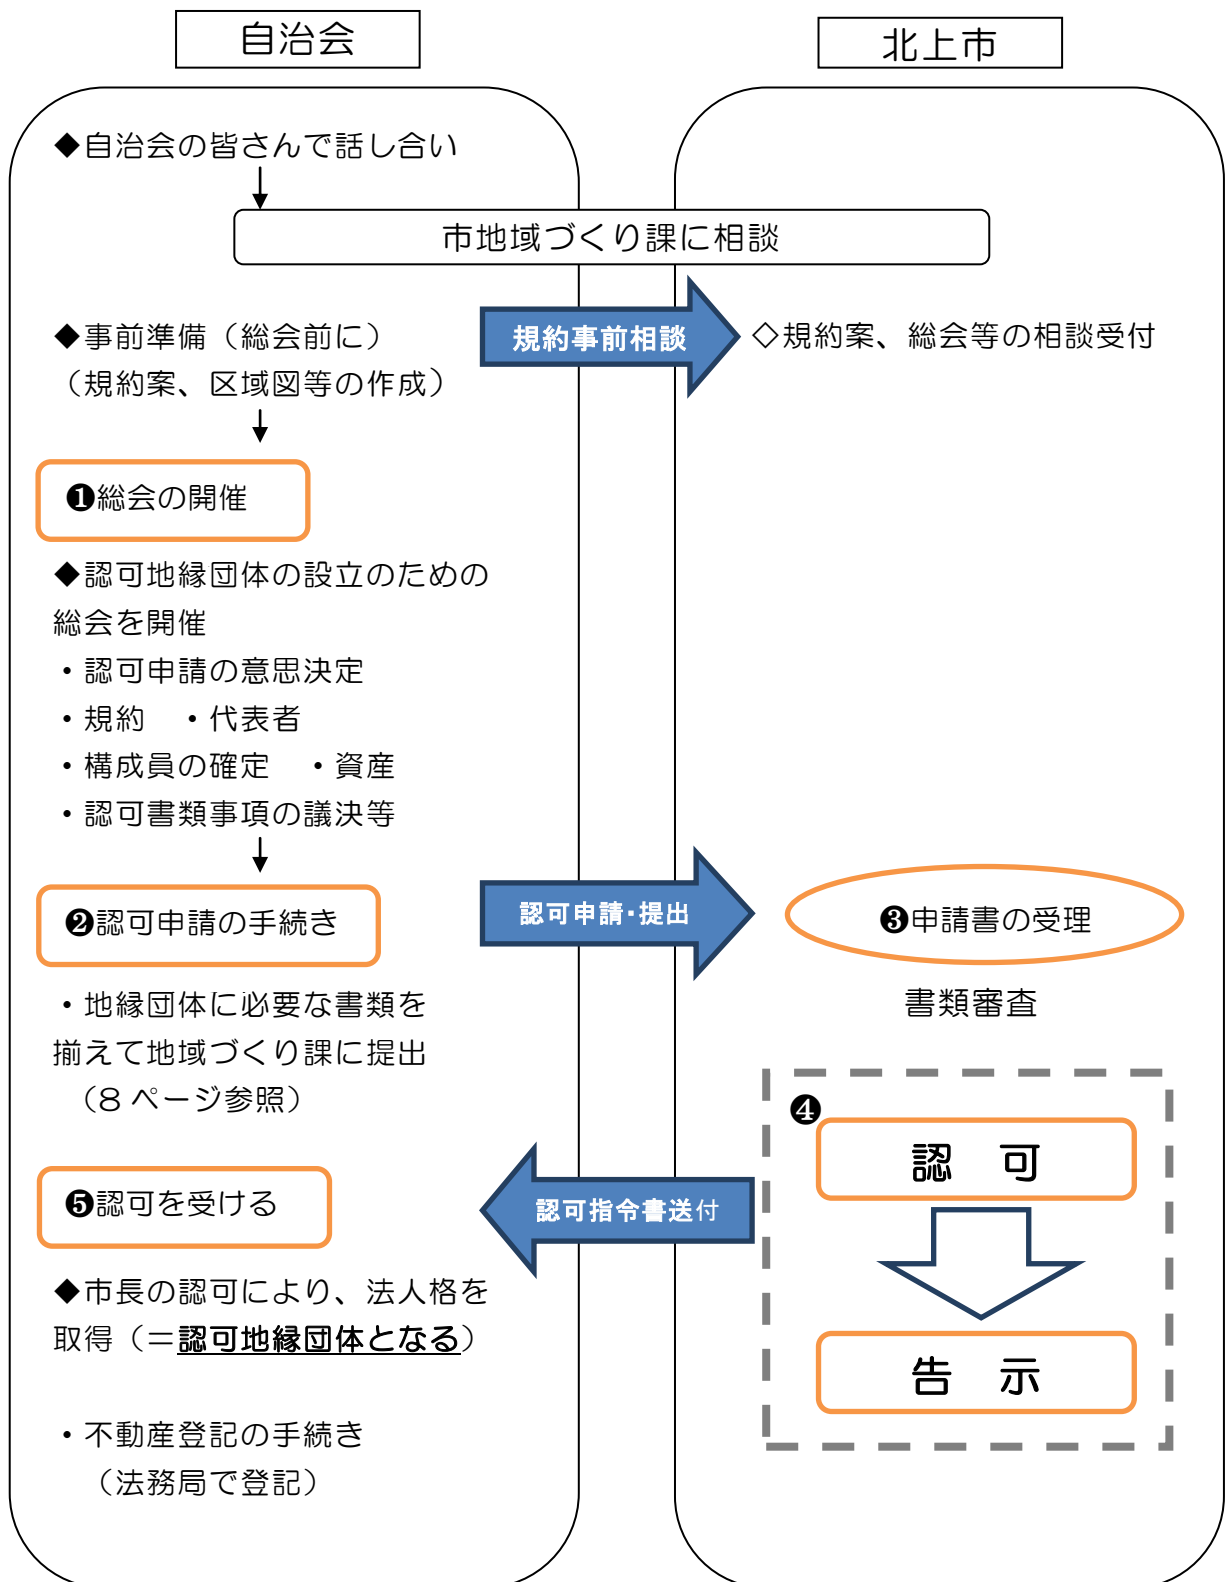 自治会
北上市
◆自治会の皆さんで話し合い
市地域づくり課に相談
◆事前準備（総会前に）
（規約案、区域図等の作成）
規約事前相談
◇規約案、総会等の相談受付
❶総会の開催
◆認可地縁団体の設立のための
総会を開催
・認可申請の意思決定
・規約　・代表者
・構成員の確定　・資産
・認可書類事項の議決等
❷認可申請の手続き
認可申請・提出
❸申請書の受理
書類審査
・地縁団体に必要な書類を
揃えて地域づくり課に提出
（8 ページ参照）
❹
認　可
告　示
認可指令書送付
❺認可を受ける
◆市長の認可により、法人格を
取得（＝認可地縁団体となる）
・不動産登記の手続き
（法務局で登記）